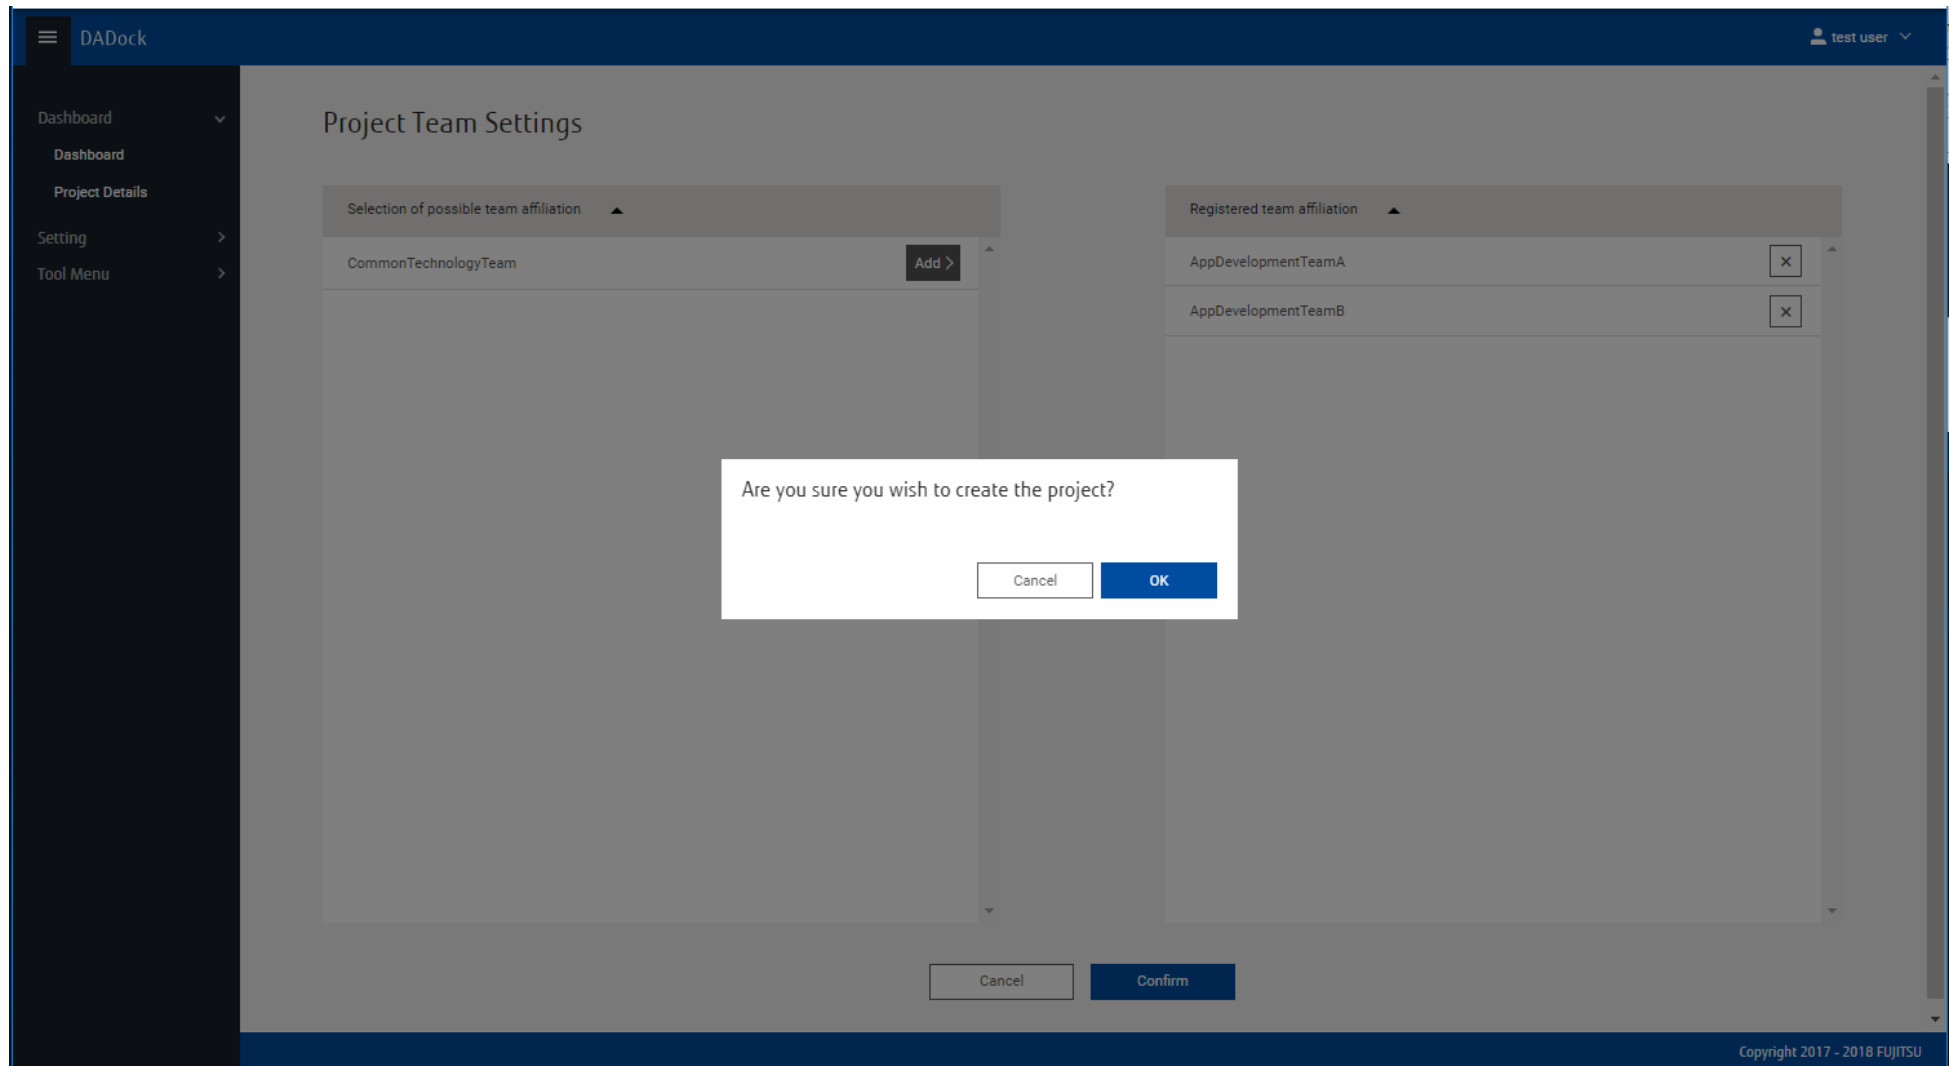 DADock
test user
Dashboard
Dashboard
Project Details
Setting
Tool Menu
Project Team Settings
Selection of possible team affiliation
CommonTechnologyTeam
Add
Registered team affiliation
AppDevelopmentTeamA
AppDevelopmentTeamB
Are you sure you wish to create the project?
Cancel
OK
Cancel
Confirm
Copyright 2017 - 2018 FUJITSU